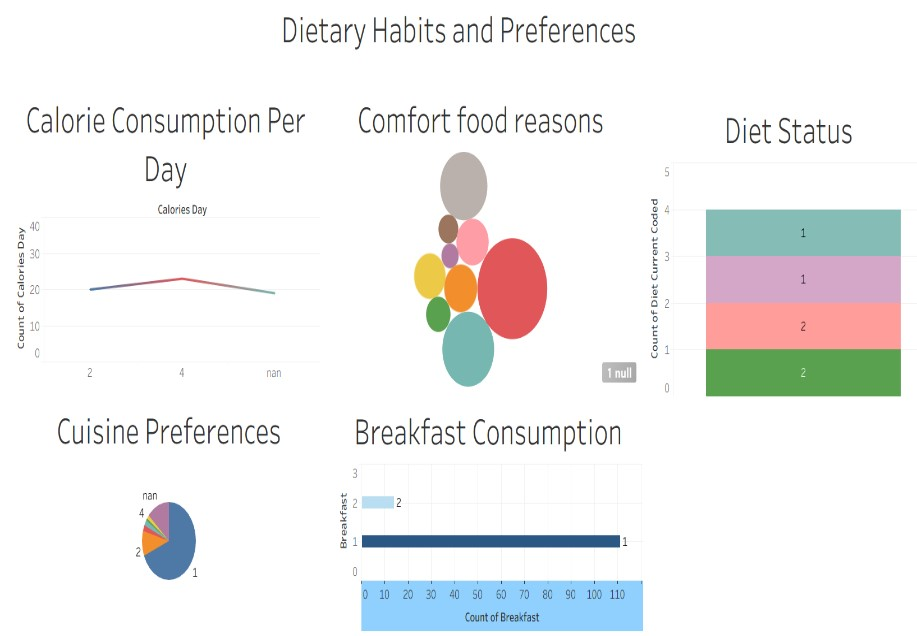 Dietary Habits and Preferences
Calorie Consumption Per
Day
Calories Day
Count of Calories Day
40
30
20
10
0
2
4
nan
Comfort food reasons
1 null
Diet Status
Count of Diet Current Coded
5
4
3
2
1
0
1
1
2
2
Cuisine Preferences
nan
4
2
1
Breakfast Consumption
Breakfast
3
2
1
0
2
1
0 10 20 30 40 50 60 70 80 90 100 110
Count of Breakfast